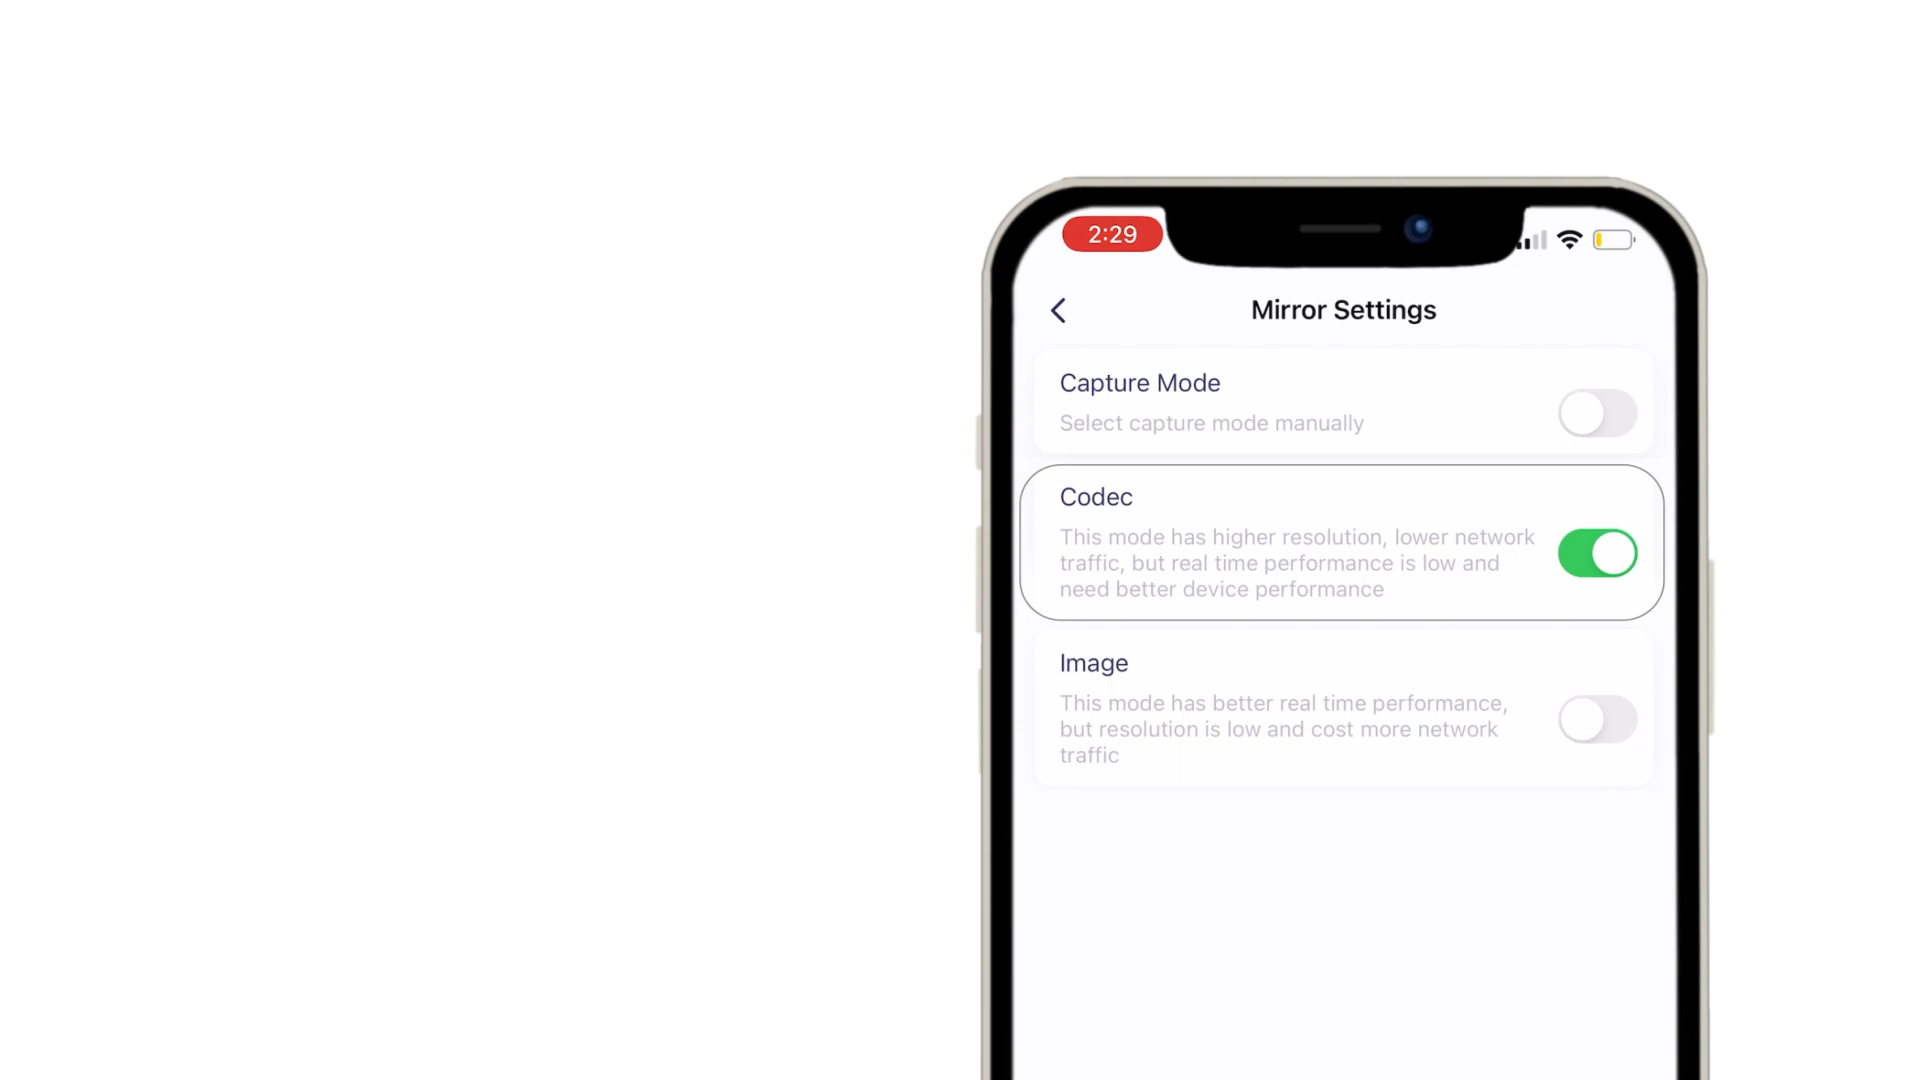 2:29
Mirror Settings
Capture Mode
Select capture mode manually
Codec
This mode has higher resolution, lower network
traffic, but real time performance is low and
need better device performance
Image
This mode has better real time performance,
but resolution is low and cost more network
traffic